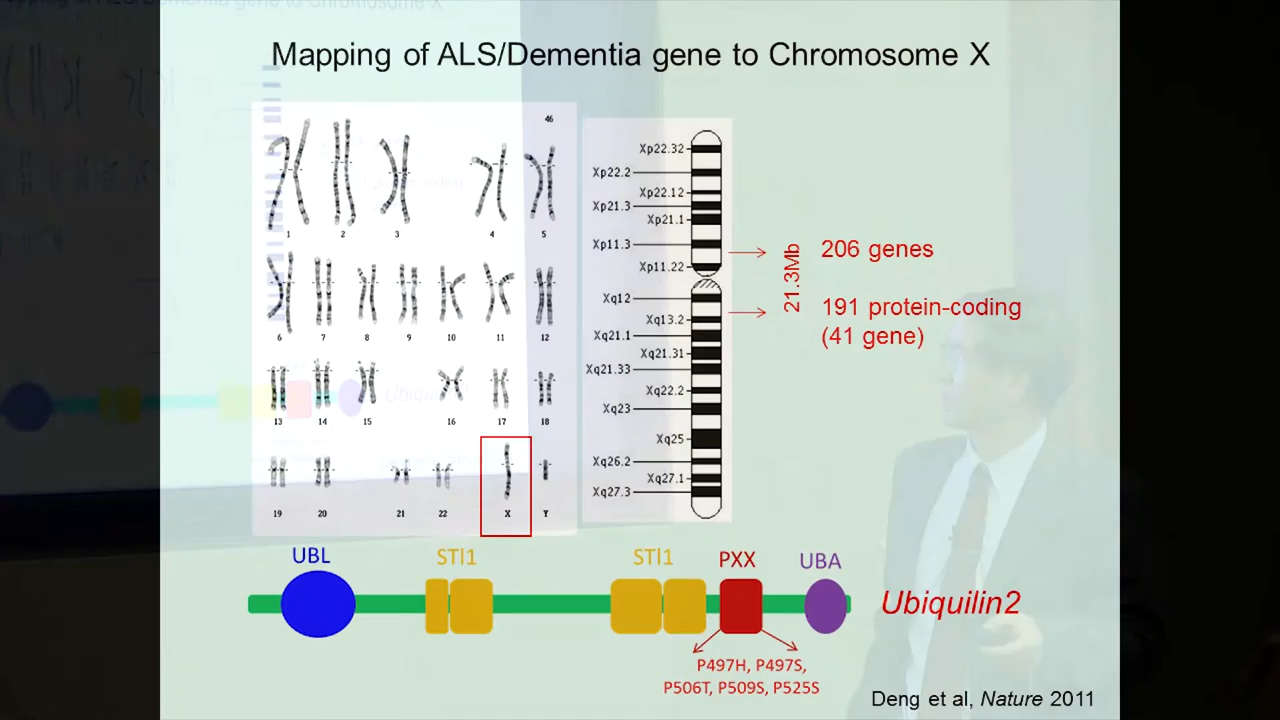 Mapping of ALS/Dementia gene to Chromosome X
46
1 2 3 4 5
6 7 8 9 10 11 12
13 14 15 16 17 18
19 20 21 22 X Y
Xp22.32
Xp22.2
Xp22.12
Xp21.3
Xp21.1
Xp11.3
Xp11.22
Xq12
Xq13.2
Xq21.1
Xq21.31
Xq21.33
Xq22.2
Xq23
Xq25
Xq26.2
Xq27.1
Xq27.3
21.3Mb
206 genes
191 protein-coding
(41 gene)
UBL STI1 STI1 PXX UBA
Ubiquilin2
P497H, P497S,
P506T, P509S, P525S
Deng et al, Nature 2011